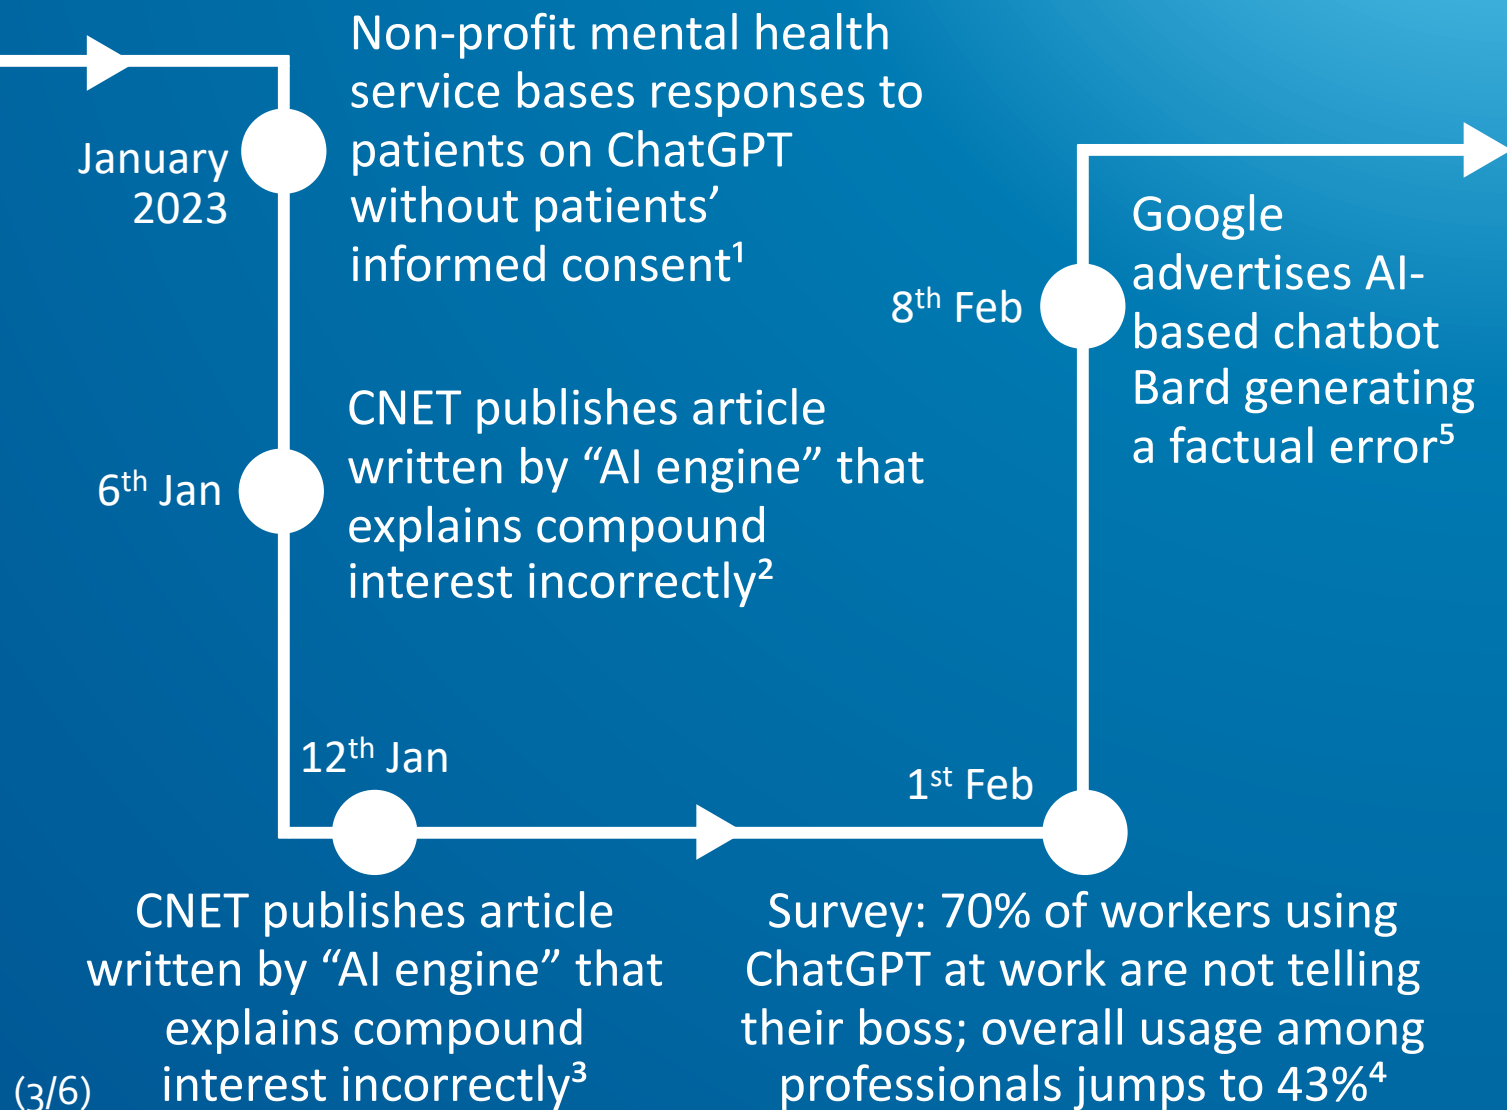 January
2023
Non-profit mental health
service bases responses to
patients on ChatGPT
without patients’
informed consent¹
6th Jan
CNET publishes article
written by “AI engine” that
explains compound
interest incorrectly²
12th Jan
CNET publishes article
written by “AI engine” that
explains compound
interest incorrectly³
1st Feb
Survey: 70% of workers using
ChatGPT at work are not telling
their boss; overall usage among
professionals jumps to 43%⁴
8th Feb
Google
advertises AI-
based chatbot
Bard generating
a factual error⁵
(3/6)